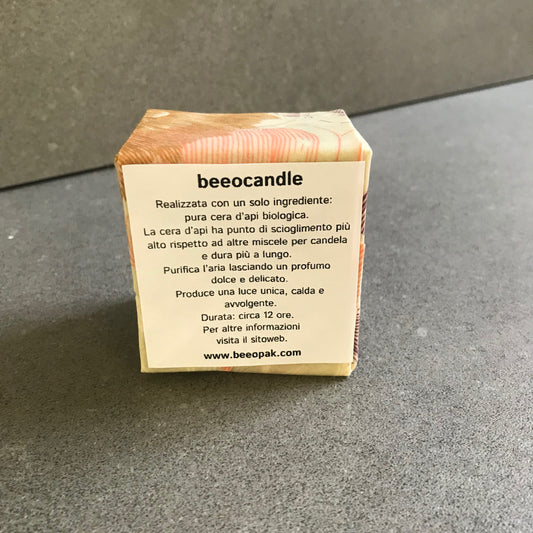 beeocandle
Realizzata con un solo ingrediente:
pura cera d'api biologica.
La cera d'api ha punto di scioglimento più
alto rispetto ad altre miscele per candela
e dura più a lungo.
Purifica l'aria lasciando un profumo
dolce e delicato.
Produce una luce unica, calda e
avvolgente.
Durata: circa 12 ore.
Per altre informazioni
visita il sitoweb.
www.beeopak.com